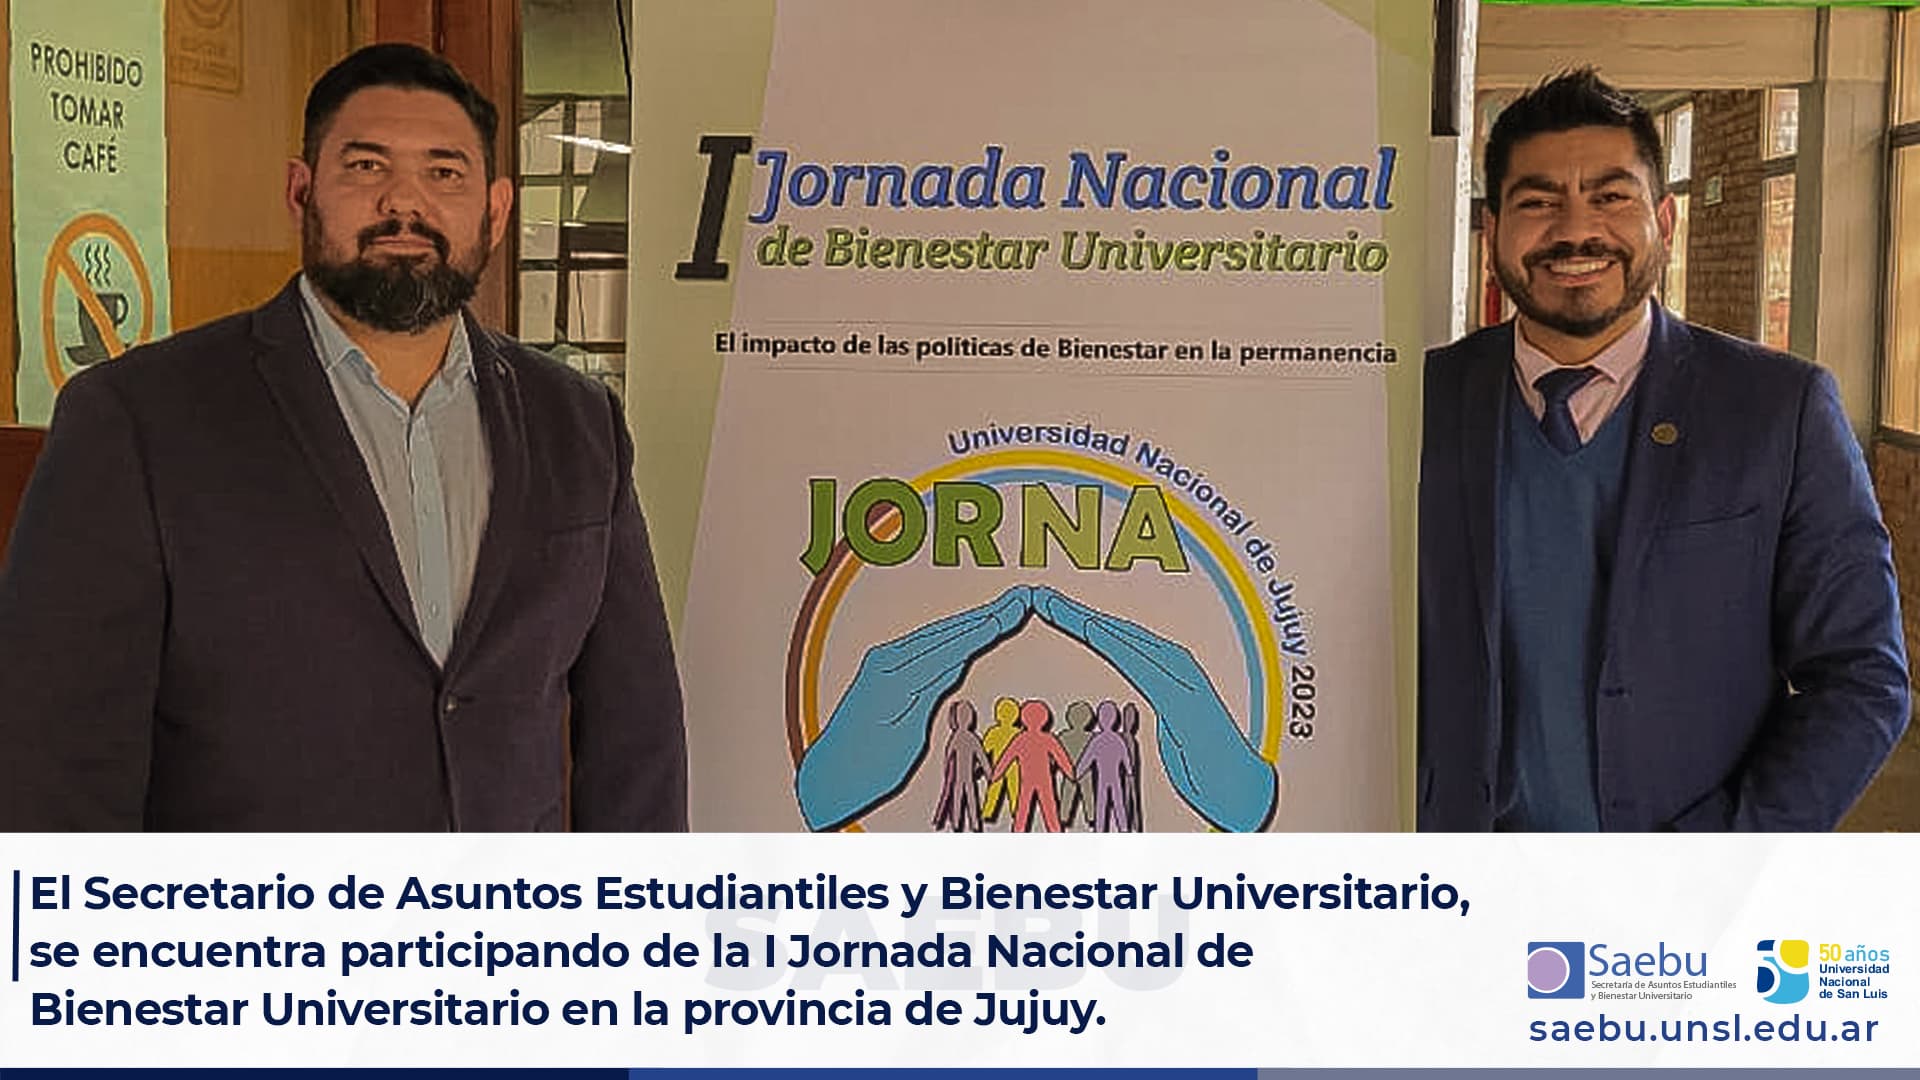 PROHIBIDO
TOMAR
CAFÉ
I Jornada Nacional
de Bienestar Universitario
El impacto de las políticas de Bienestar en la permanencia
Universidad Nacional de Jujuy 2023
JORNA
El Secretario de Asuntos Estudiantiles y Bienestar Universitario,
se encuentra participando de la I Jornada Nacional de
Bienestar Universitario en la provincia de Jujuy.
SAEBU
Saebu
Secretaría de Asuntos Estudiantiles
y Bienestar Universitario
50 años
Universidad
Nacional
de San Luis
saebu.unsl.edu.ar